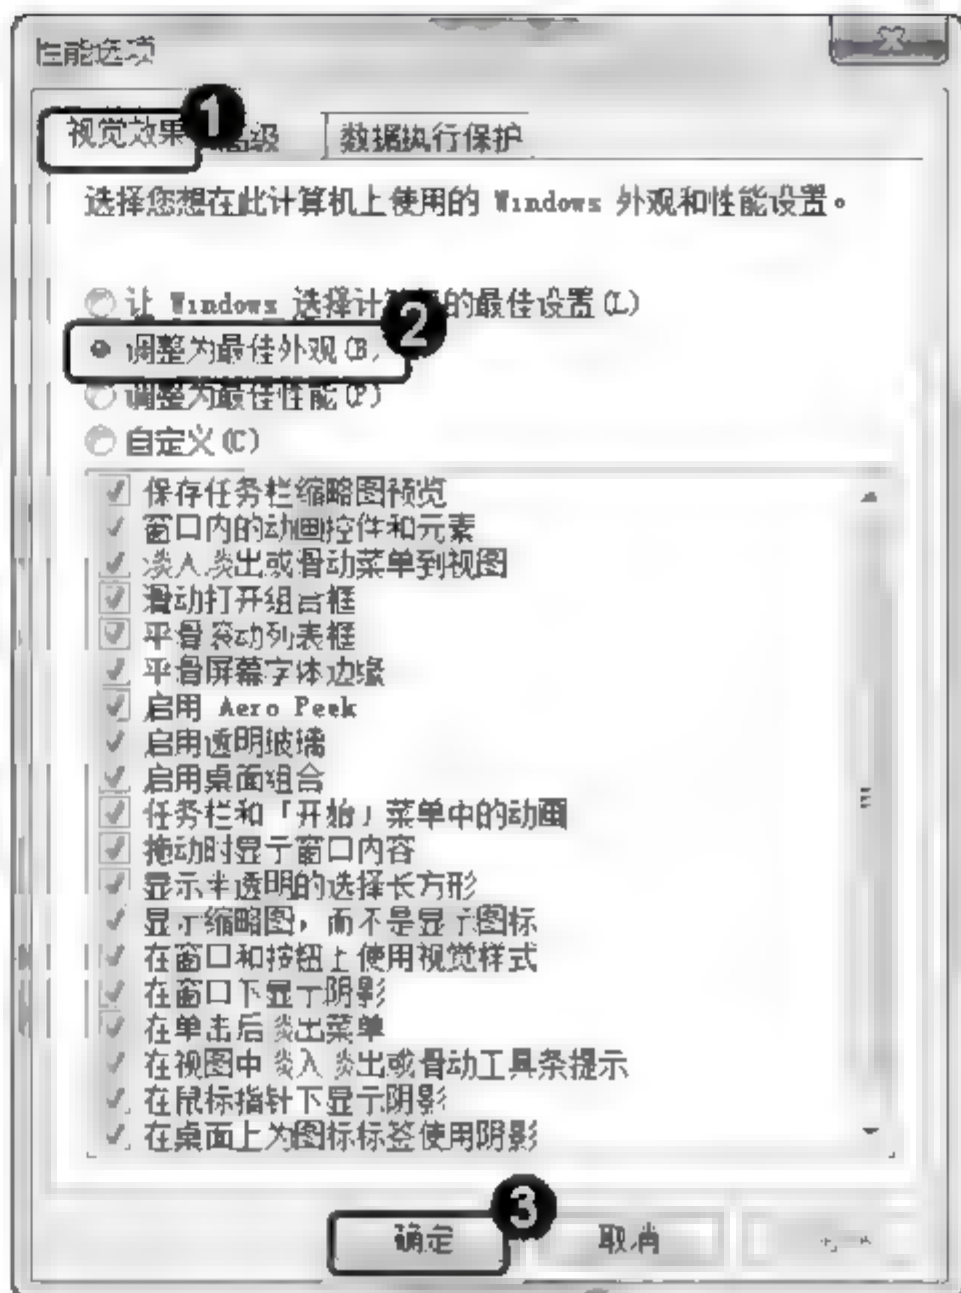 性能选项
视觉效果 1 高级 数据执行保护
选择您想在此计算机上使用的 Windows 外观和性能设置。
让 Windows 选择计算机的最佳设置(L)
2
调整为最佳外观(B)
调整为最佳性能(P)
自定义(C)
保存任务栏缩略图预览
窗口内的动画控件和元素
淡入淡出或滑动菜单到视图
滑动打开组合框
平滑滚动列表框
平滑屏幕字体边缘
启用 Aero Peek
启用透明玻璃
启用桌面组合
任务栏和「开始」菜单中的动画
拖动时显示窗口内容
显示半透明的选择长方形
显示缩略图，而不是显示图标
在窗口和按钮上使用视觉样式
在窗口下显示阴影
在单击后淡出菜单
在视图中淡入淡出或滑动工具条提示
在鼠标指针下显示阴影
在桌面上为图标标签使用阴影
确定 3 取消